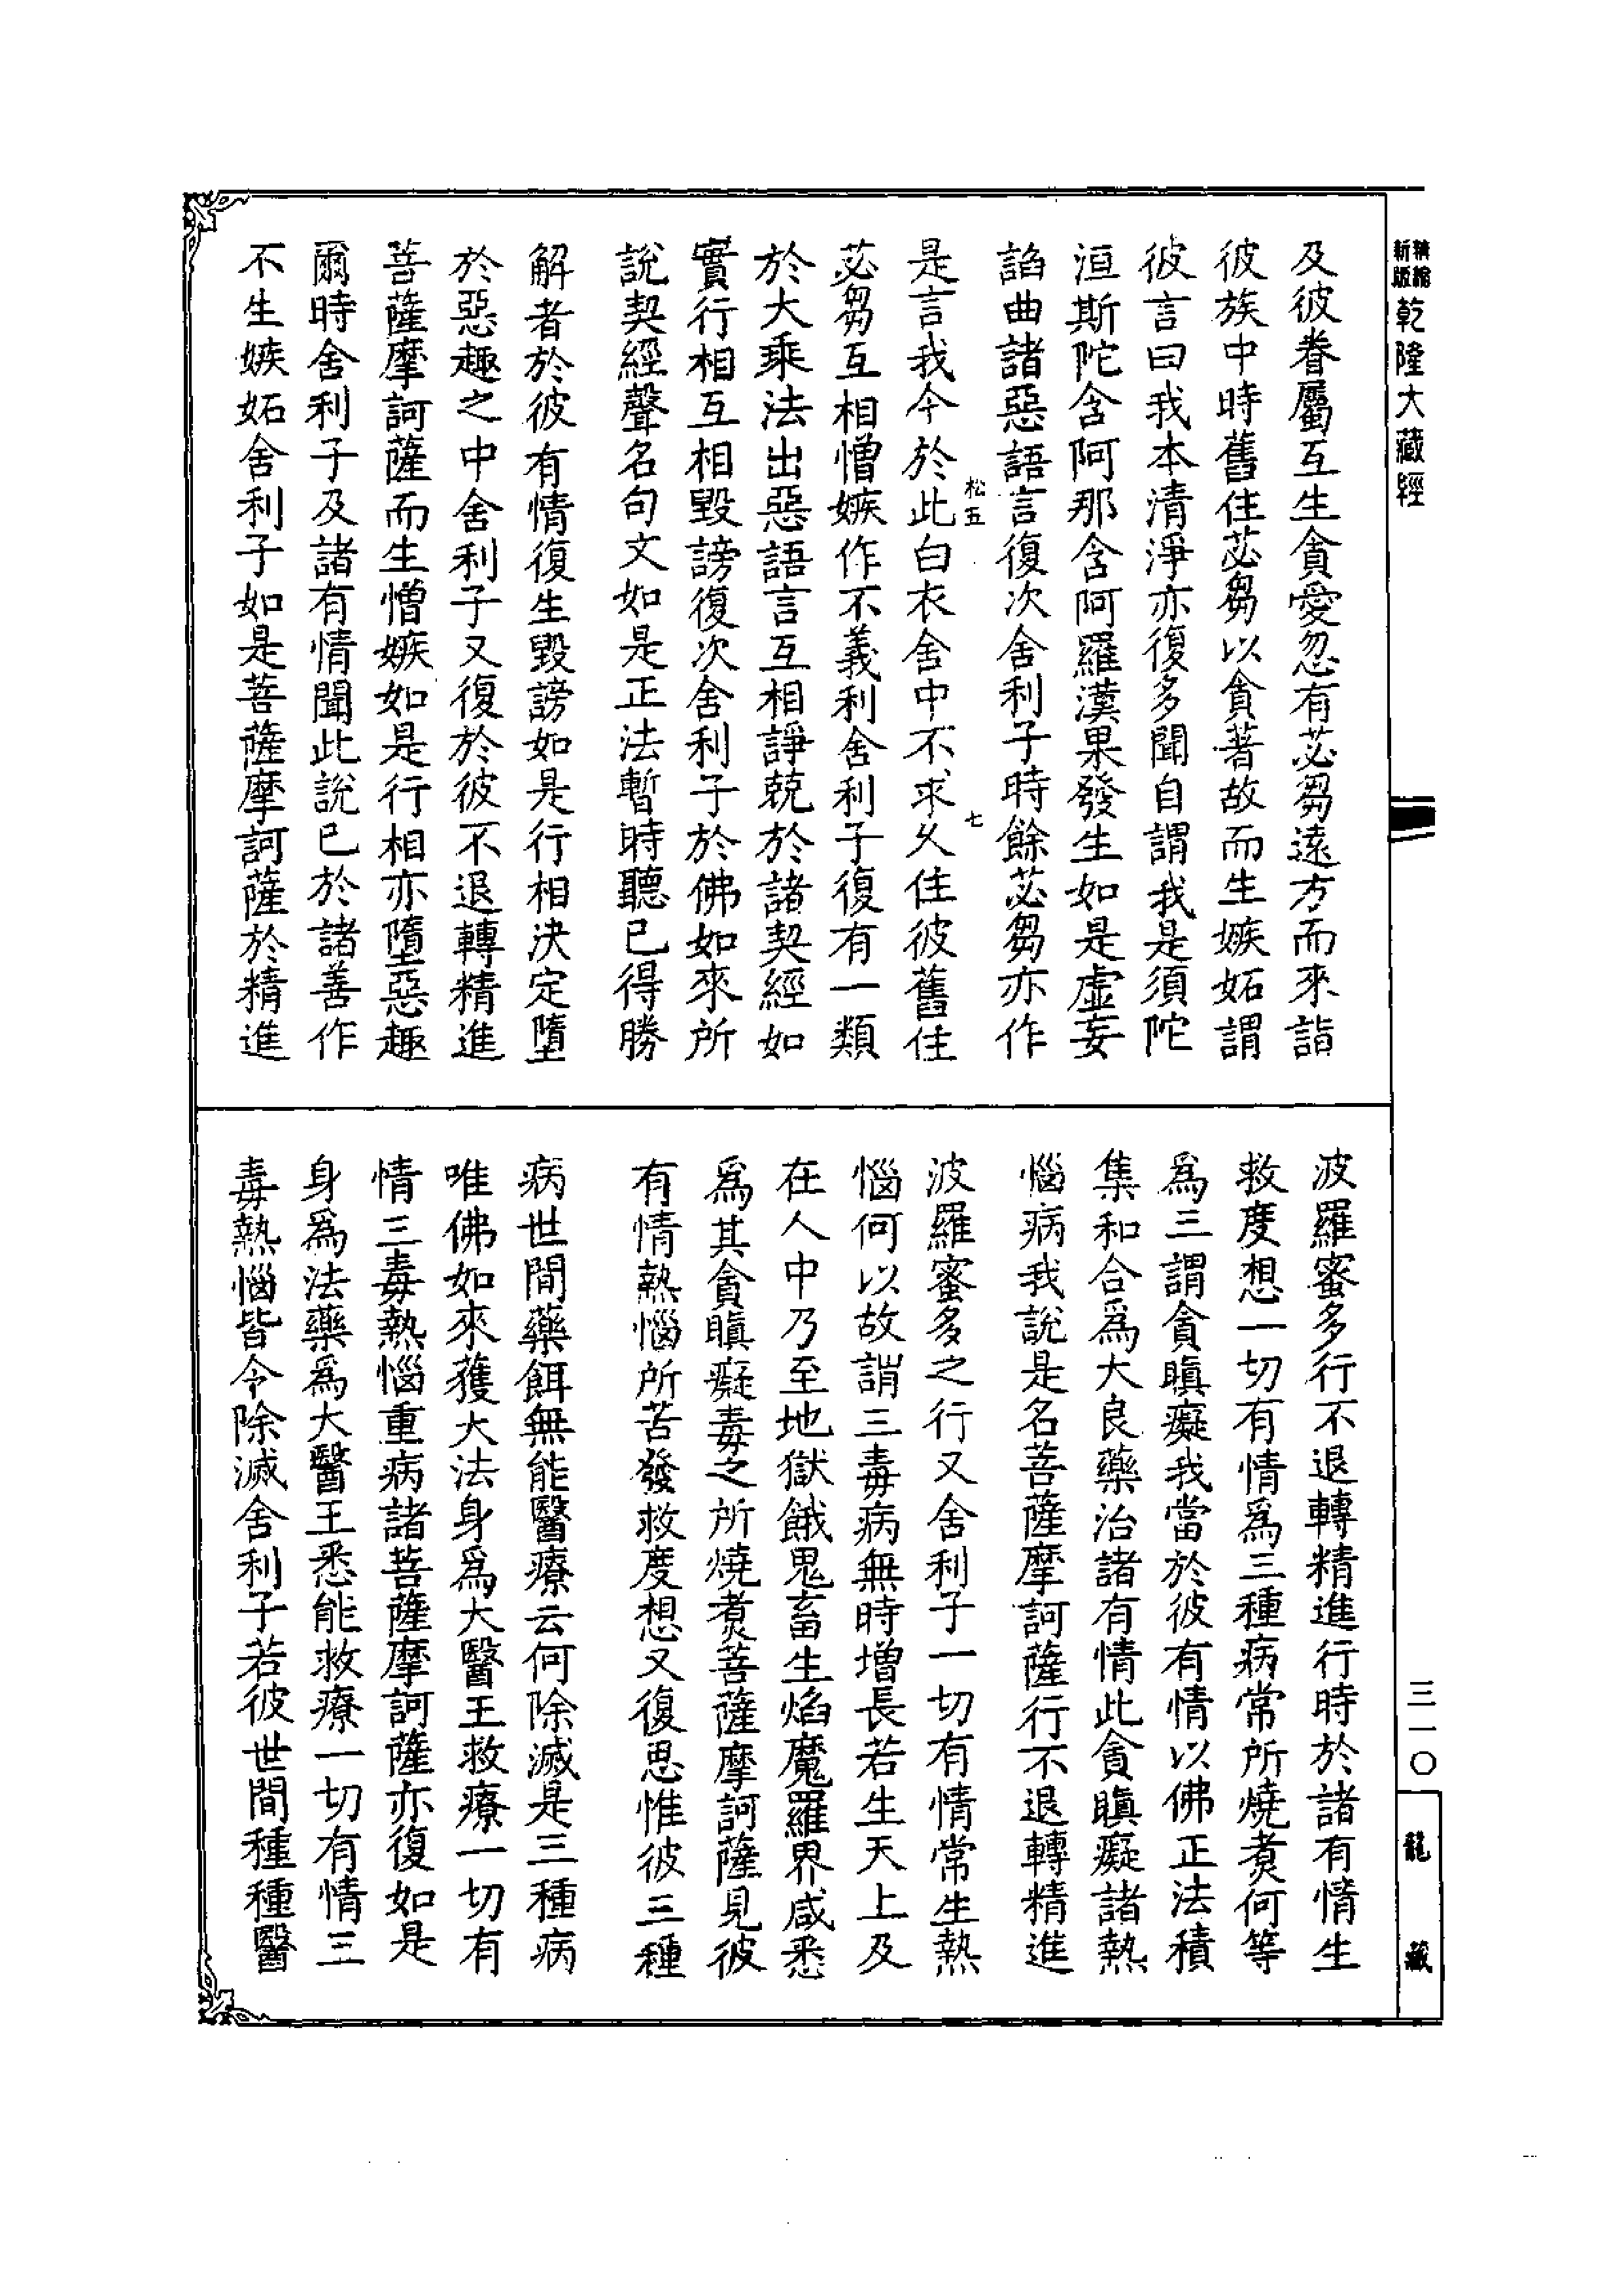 精縮
新版
乾隆大藏經
及彼眷屬互生貪愛忽有苾芻遠方而來詣
彼族中時舊住苾芻以貪著故而生嫉妬謂
彼言曰我本清淨亦復多聞自謂我是須陀
洹斯陀含阿那含阿羅漢果發生如是虛妄
諂曲諸惡語言復次舍利子時餘苾芻亦作
松五
七
是言我今於此白衣舍中不求久住彼舊住
苾芻互相憎嫉作不義利舍利子復有一類
於大乘法出惡語言互相諍兢於諸契經如
實行相互相毀謗復次舍利子於佛如來所
說契經聲名句文如是正法暫時聽已得勝
解者於彼有情復生毀謗如是行相決定墮
於惡趣之中舍利子又復於彼不退轉精進
菩薩摩訶薩而生憎嫉如是行相亦墮惡趣
爾時舍利子及諸有情聞此說已於諸善作
不生嫉妬舍利子如是菩薩摩訶薩於精進
波羅蜜多行不退轉精進行時於諸有情生
救度想一切有情爲三種病常所燒煑何等
爲三謂貪瞋癡我當於彼有情以佛正法積
集和合爲大良藥治諸有情此貪瞋癡諸熱
惱病我說是名菩薩摩訶薩行不退轉精進
波羅蜜多之行又舍利子一切有情常生熱
惱何以故謂三毒病無時增長若生天上及
在人中乃至地獄餓鬼畜生焰魔羅界咸悉
爲其貪瞋癡毒之所燒煑菩薩摩訶薩見彼
有情熱惱所苦發救度想又復思惟彼三種
病世間藥餌無能醫療云何除滅是三種病
唯佛如來獲大法身爲大醫王救療一切有
情三毒熱惱重病諸菩薩摩訶薩亦復如是
身爲法藥爲大醫王悉能救療一切有情三
毒熱惱皆令除滅舍利子若彼世間種種醫
三一〇
龍藏